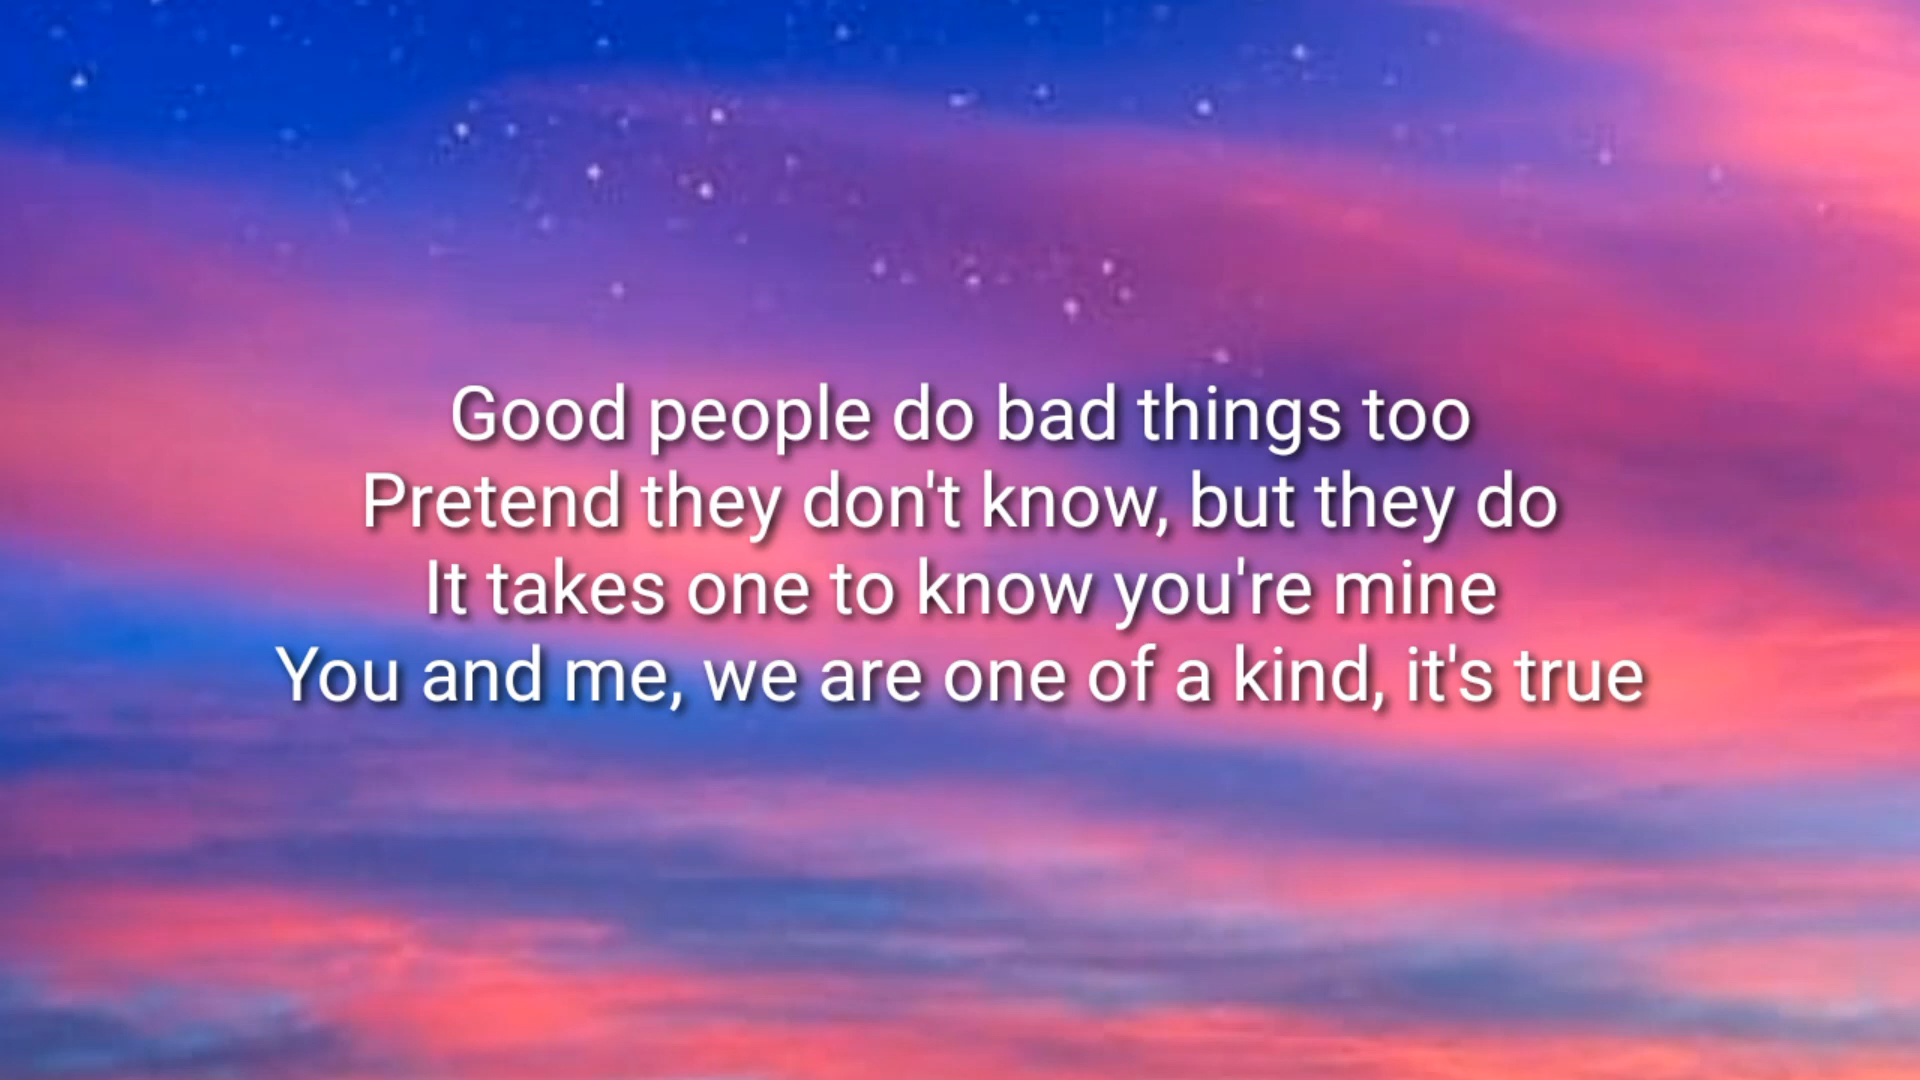 Good people do bad things too
Pretend they don't know, but they do
It takes one to know you're mine
You and me, we are one of a kind, it's true